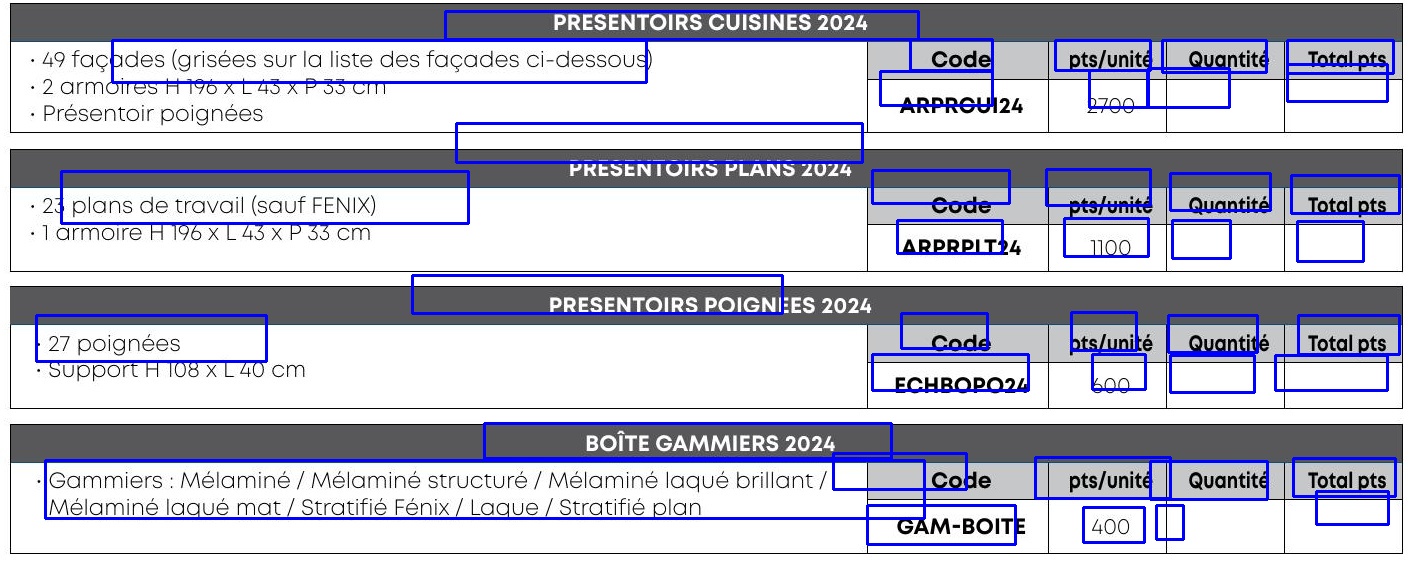 PRESENTOIRS CUISINES 2024
· 49 façades (grisées sur la liste des façades ci-dessous)
· 2 armoires H 196 x L 43 x P 33 cm
· Présentoir poignées
Code pts/unité Quantité Total pts
ARPROUI24 2700
PRESENTOIRS PLANS 2024
· 23 plans de travail (sauf FENIX)
· 1 armoire H 196 x L 43 x P 33 cm
Code pts/unité Quantité Total pts
ARPRPLT24 1100
PRESENTOIRS POIGNEES 2024
· 27 poignées
· Support H 108 x L 40 cm
Code pts/unité Quantité Total pts
ECHBOPO24 600
BOÎTE GAMMIERS 2024
· Gammiers : Mélaminé / Mélaminé structuré / Mélaminé laqué brillant /
Mélaminé laqué mat / Stratifié Fénix / Laque / Stratifié plan
Code pts/unité Quantité Total pts
GAM-BOITE 400